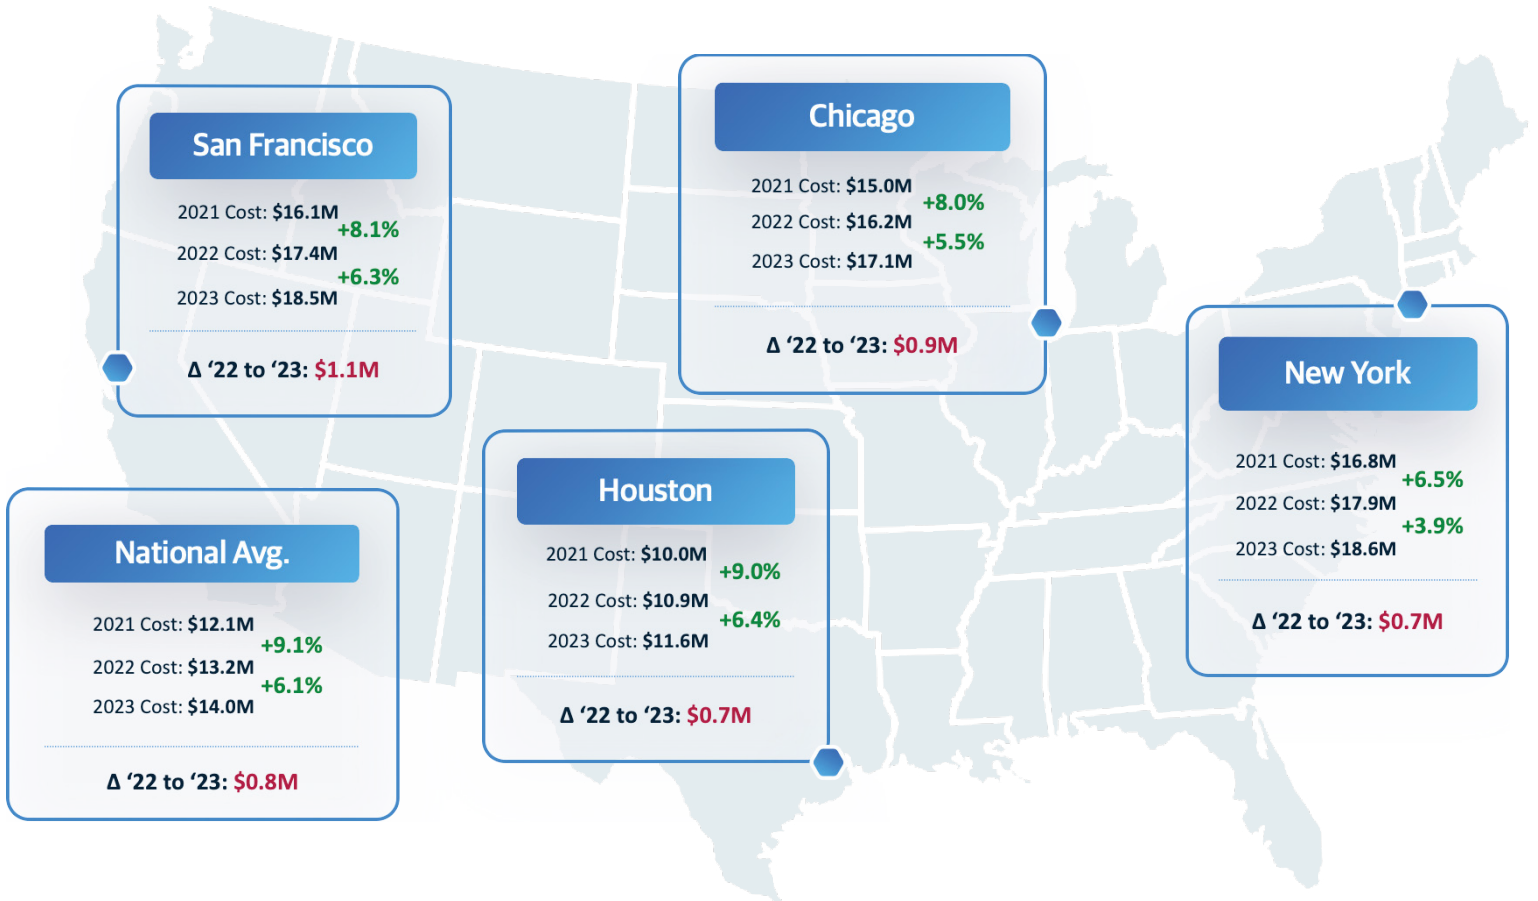 San Francisco
2021 Cost: $16.1M
+8.1%
2022 Cost: $17.4M
+6.3%
2023 Cost: $18.5M
Δ ‘22 to ‘23: $1.1M
Chicago
2021 Cost: $15.0M
+8.0%
2022 Cost: $16.2M
+5.5%
2023 Cost: $17.1M
Δ ‘22 to ‘23: $0.9M
New York
2021 Cost: $16.8M
+6.5%
2022 Cost: $17.9M
+3.9%
2023 Cost: $18.6M
Δ ‘22 to ‘23: $0.7M
Houston
2021 Cost: $10.0M
+9.0%
2022 Cost: $10.9M
+6.4%
2023 Cost: $11.6M
Δ ‘22 to ‘23: $0.7M
National Avg.
2021 Cost: $12.1M
+9.1%
2022 Cost: $13.2M
+6.1%
2023 Cost: $14.0M
Δ ‘22 to ‘23: $0.8M